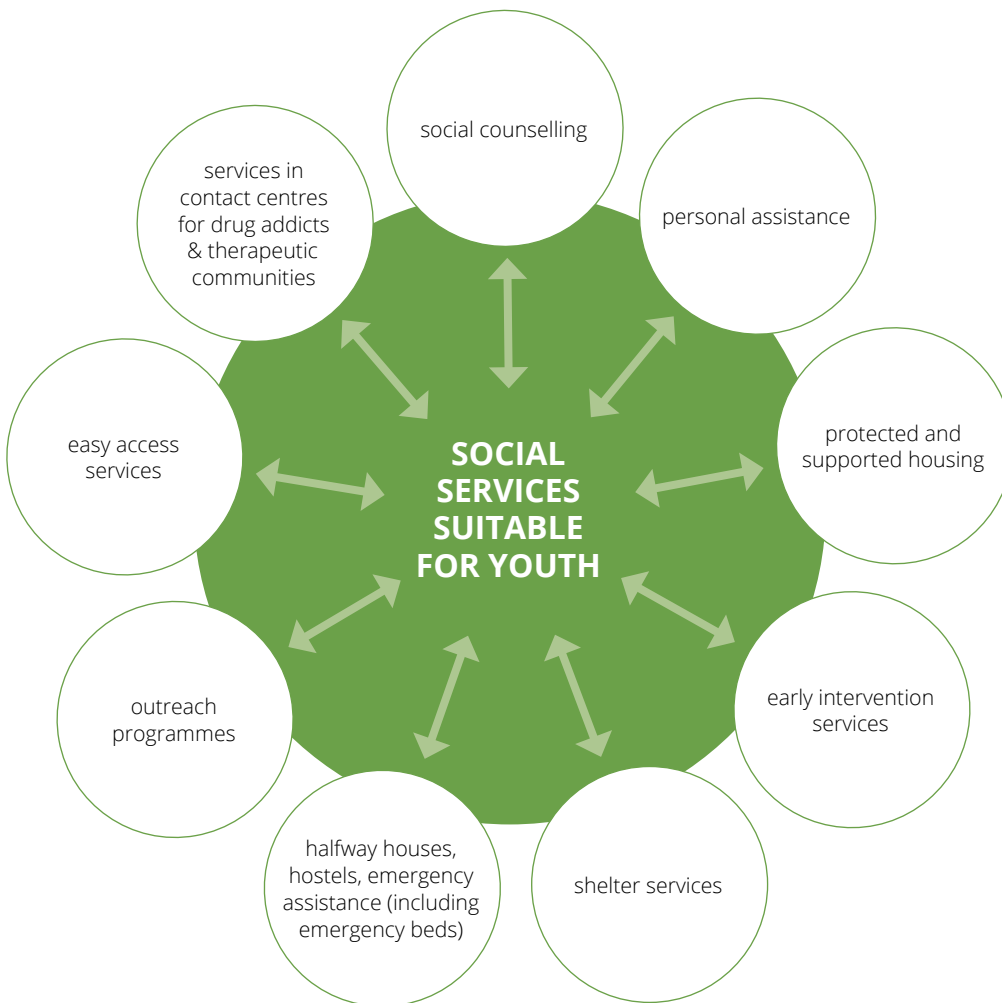 social counselling
personal assistance
protected and
supported housing
early intervention
services
shelter services
halfway houses,
hostels, emergency
assistance (including
emergency beds)
outreach
programmes
easy access
services
services in
contact centres
for drug addicts
& therapeutic
communities
SOCIAL
SERVICES
SUITABLE
FOR YOUTH